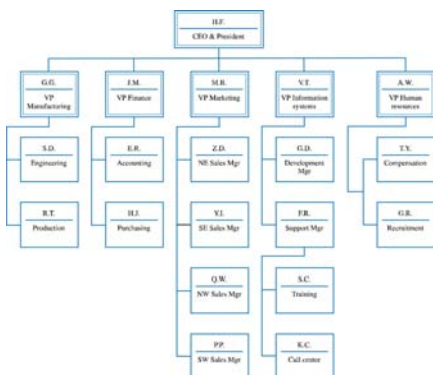 H.F.
CEO & President
G.G.
VP
Manufacturing
J.M.
VP Finance
M.B.
VP Marketing
V.T.
VP Information
systems
A.W.
VP Human
resources
S.D.
Engineering
E.R.
Accounting
Z.D.
NE Sales Mgr
G.D.
Development
Mgr
T.Y.
Compensation
R.T.
Production
H.J.
Purchasing
Y.J.
SE Sales Mgr
F.R.
Support Mgr
G.R.
Recruitment
Q.W.
NW Sales Mgr
S.C.
Training
P.P.
SW Sales Mgr
K.C.
Call center